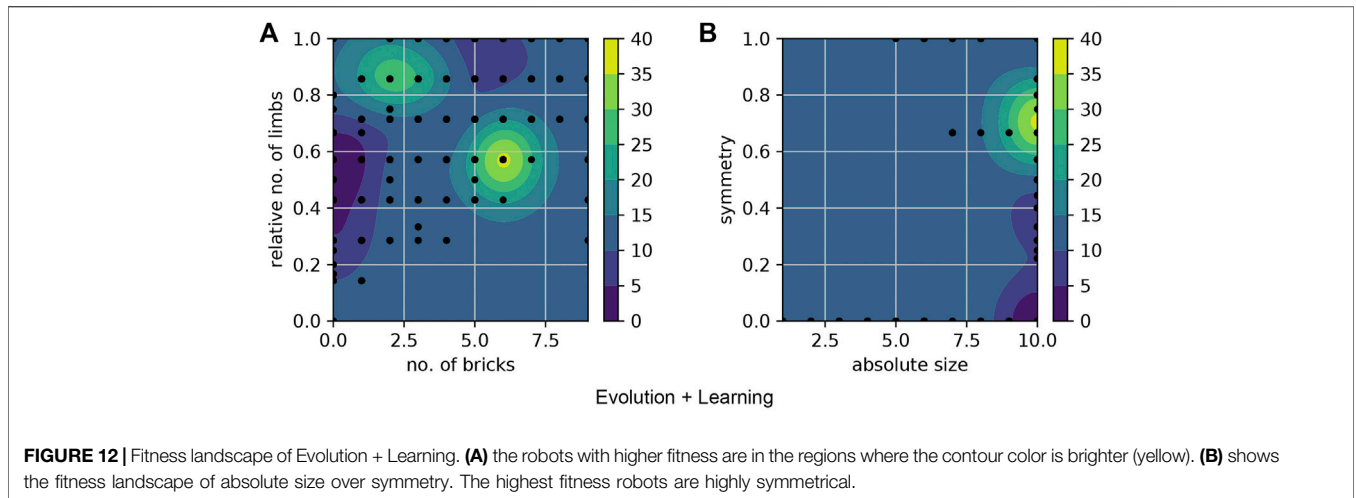 A
B
1.0
0.8
0.6
0.4
0.2
0.0
relative no. of limbs
0.0 2.5 5.0 7.5
no. of bricks
40
35
30
25
20
15
10
5
0
1.0
0.8
0.6
0.4
0.2
0.0
symmetry
2.5 5.0 7.5 10.0
absolute size
40
35
30
25
20
15
10
5
0
Evolution + Learning
FIGURE 12 | Fitness landscape of Evolution + Learning. (A) the robots with higher fitness are in the regions where the contour color is brighter (yellow). (B) shows
the fitness landscape of absolute size over symmetry. The highest fitness robots are highly symmetrical.